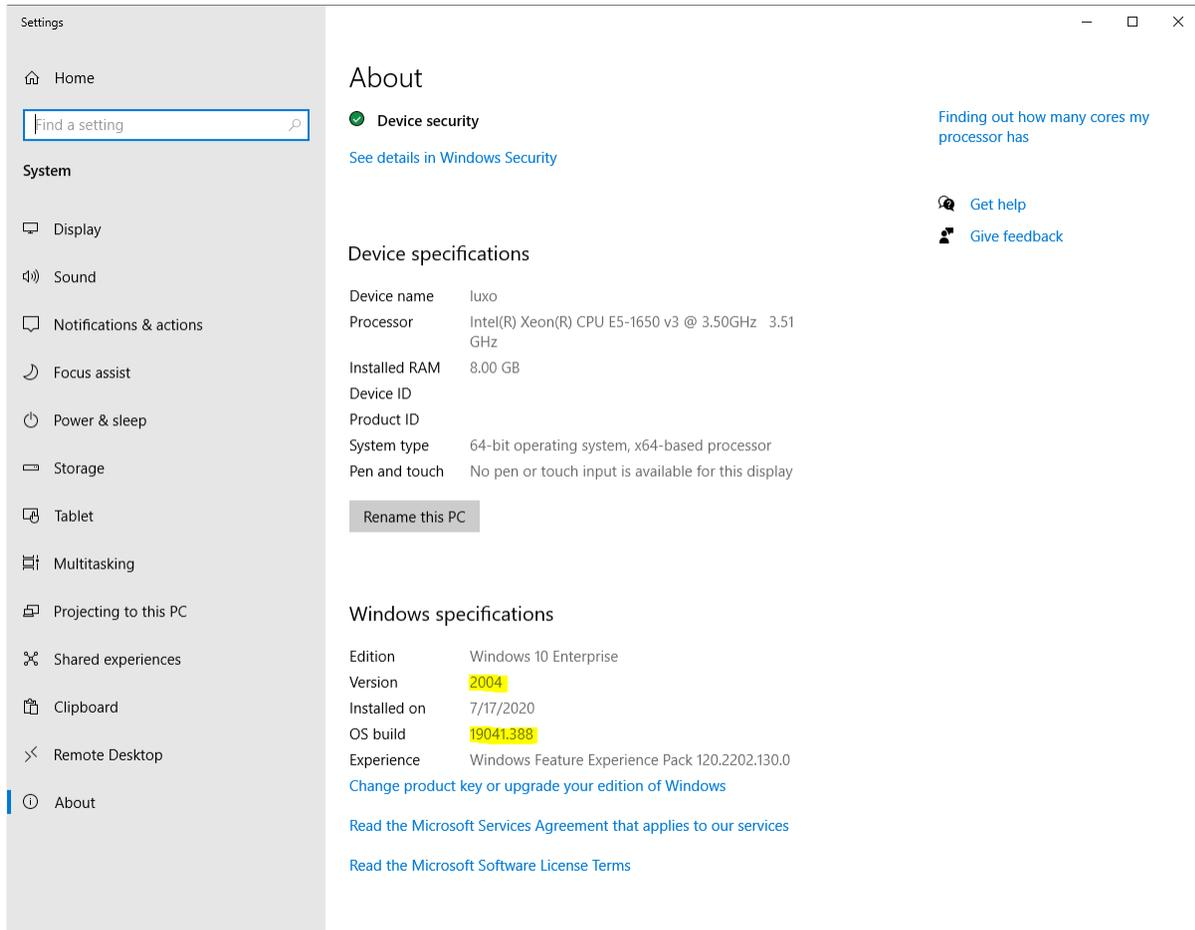 Settings
Home
Find a setting
System
Display
Sound
Notifications & actions
Focus assist
Power & sleep
Storage
Tablet
Multitasking
Projecting to this PC
Shared experiences
Clipboard
Remote Desktop
About
About
Device security
See details in Windows Security
Device specifications
Device name luxo
Processor Intel(R) Xeon(R) CPU E5-1650 v3 @ 3.50GHz 3.51
GHz
Installed RAM 8.00 GB
Device ID
Product ID
System type 64-bit operating system, x64-based processor
Pen and touch No pen or touch input is available for this display
Rename this PC
Windows specifications
Edition Windows 10 Enterprise
Version 2004
Installed on 7/17/2020
OS build 19041.388
Experience Windows Feature Experience Pack 120.2202.130.0
Change product key or upgrade your edition of Windows
Read the Microsoft Services Agreement that applies to our services
Read the Microsoft Software License Terms
Finding out how many cores my
processor has
Get help
Give feedback